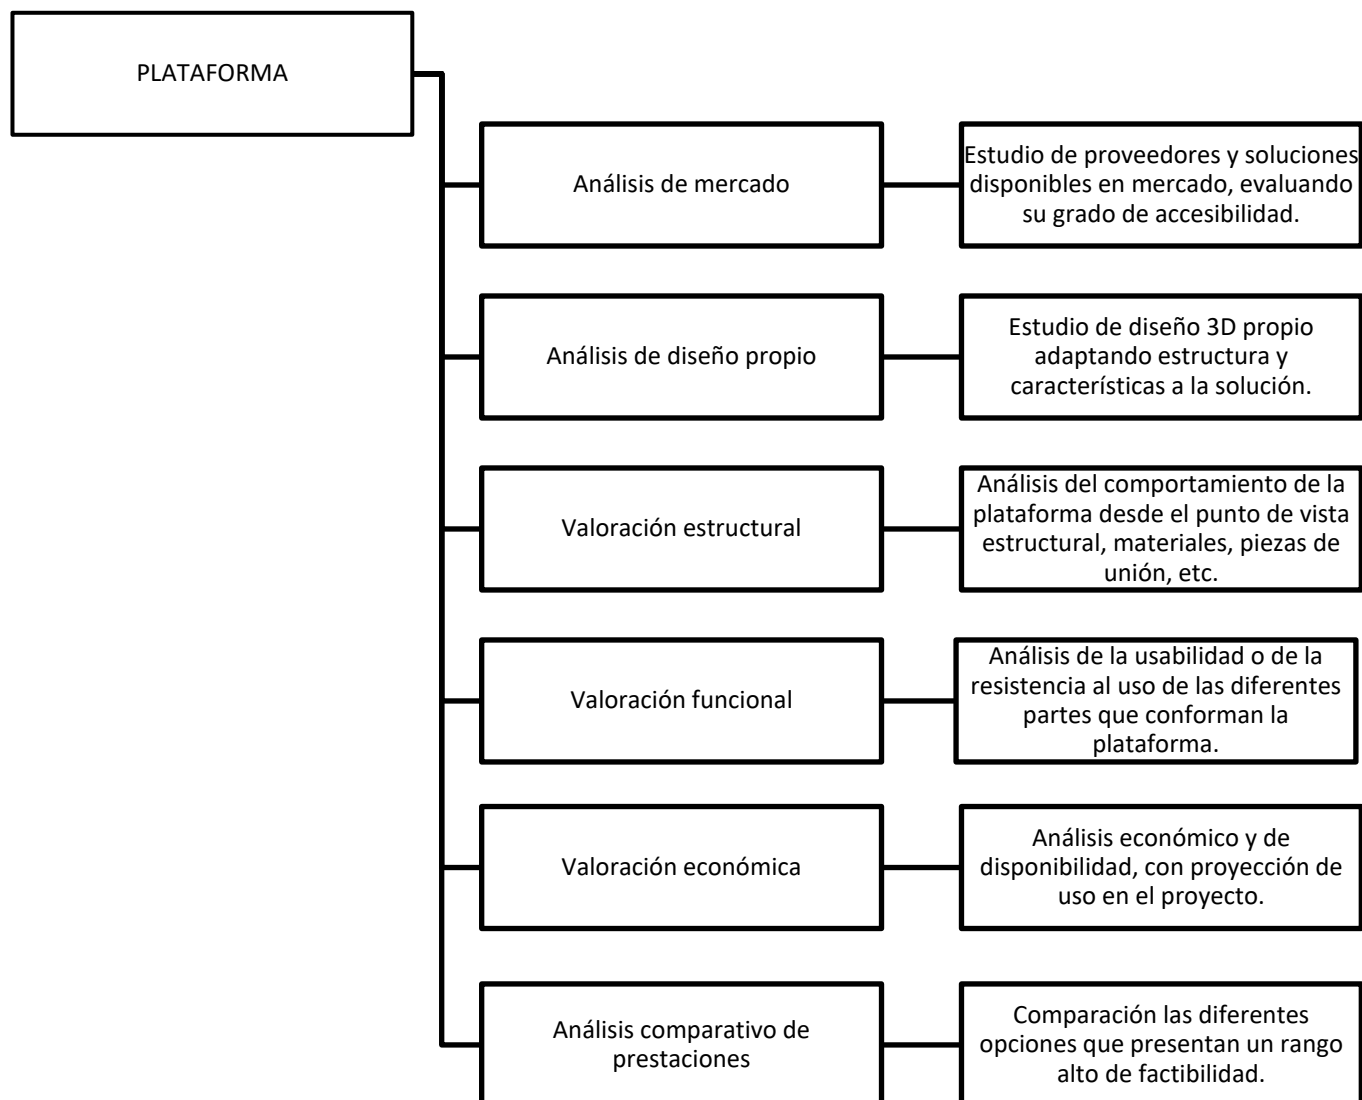 PLATAFORMA
Análisis de mercado
Estudio de proveedores y soluciones
disponibles en mercado, evaluando
su grado de accesibilidad.
Análisis de diseño propio
Estudio de diseño 3D propio
adaptando estructura y
características a la solución.
Valoración estructural
Análisis del comportamiento de la
plataforma desde el punto de vista
estructural, materiales, piezas de
unión, etc.
Valoración funcional
Análisis de la usabilidad o de la
resistencia al uso de las diferentes
partes que conforman la
plataforma.
Valoración económica
Análisis económico y de
disponibilidad, con proyección de
uso en el proyecto.
Análisis comparativo de
prestaciones
Comparación las diferentes
opciones que presentan un rango
alto de factibilidad.